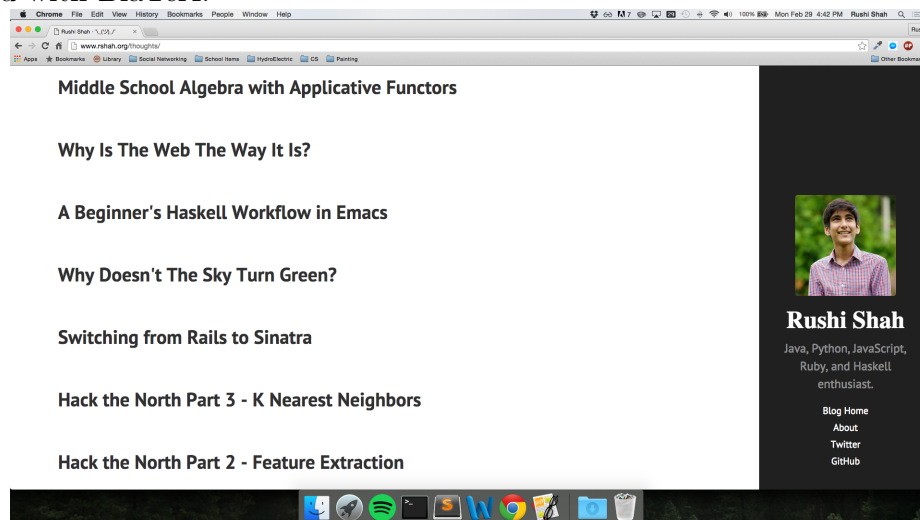 Chrome File Edit View History Bookmarks People Window Help 100% Mon Feb 29 4:42 PM Rushi Shah
Rushi Shah - ¯\_(ツ)_/¯
www.rshah.org/thoughts/
Apps Bookmarks Library Social Networking School Items HydroElectric CS Painting Other Bookmar
Middle School Algebra with Applicative Functors
Why Is The Web The Way It Is?
A Beginner's Haskell Workflow in Emacs
Why Doesn't The Sky Turn Green?
Switching from Rails to Sinatra
Hack the North Part 3 - K Nearest Neighbors
Hack the North Part 2 - Feature Extraction
Rushi Shah
Java, Python, JavaScript,
Ruby, and Haskell
enthusiast.
Blog Home
About
Twitter
GitHub